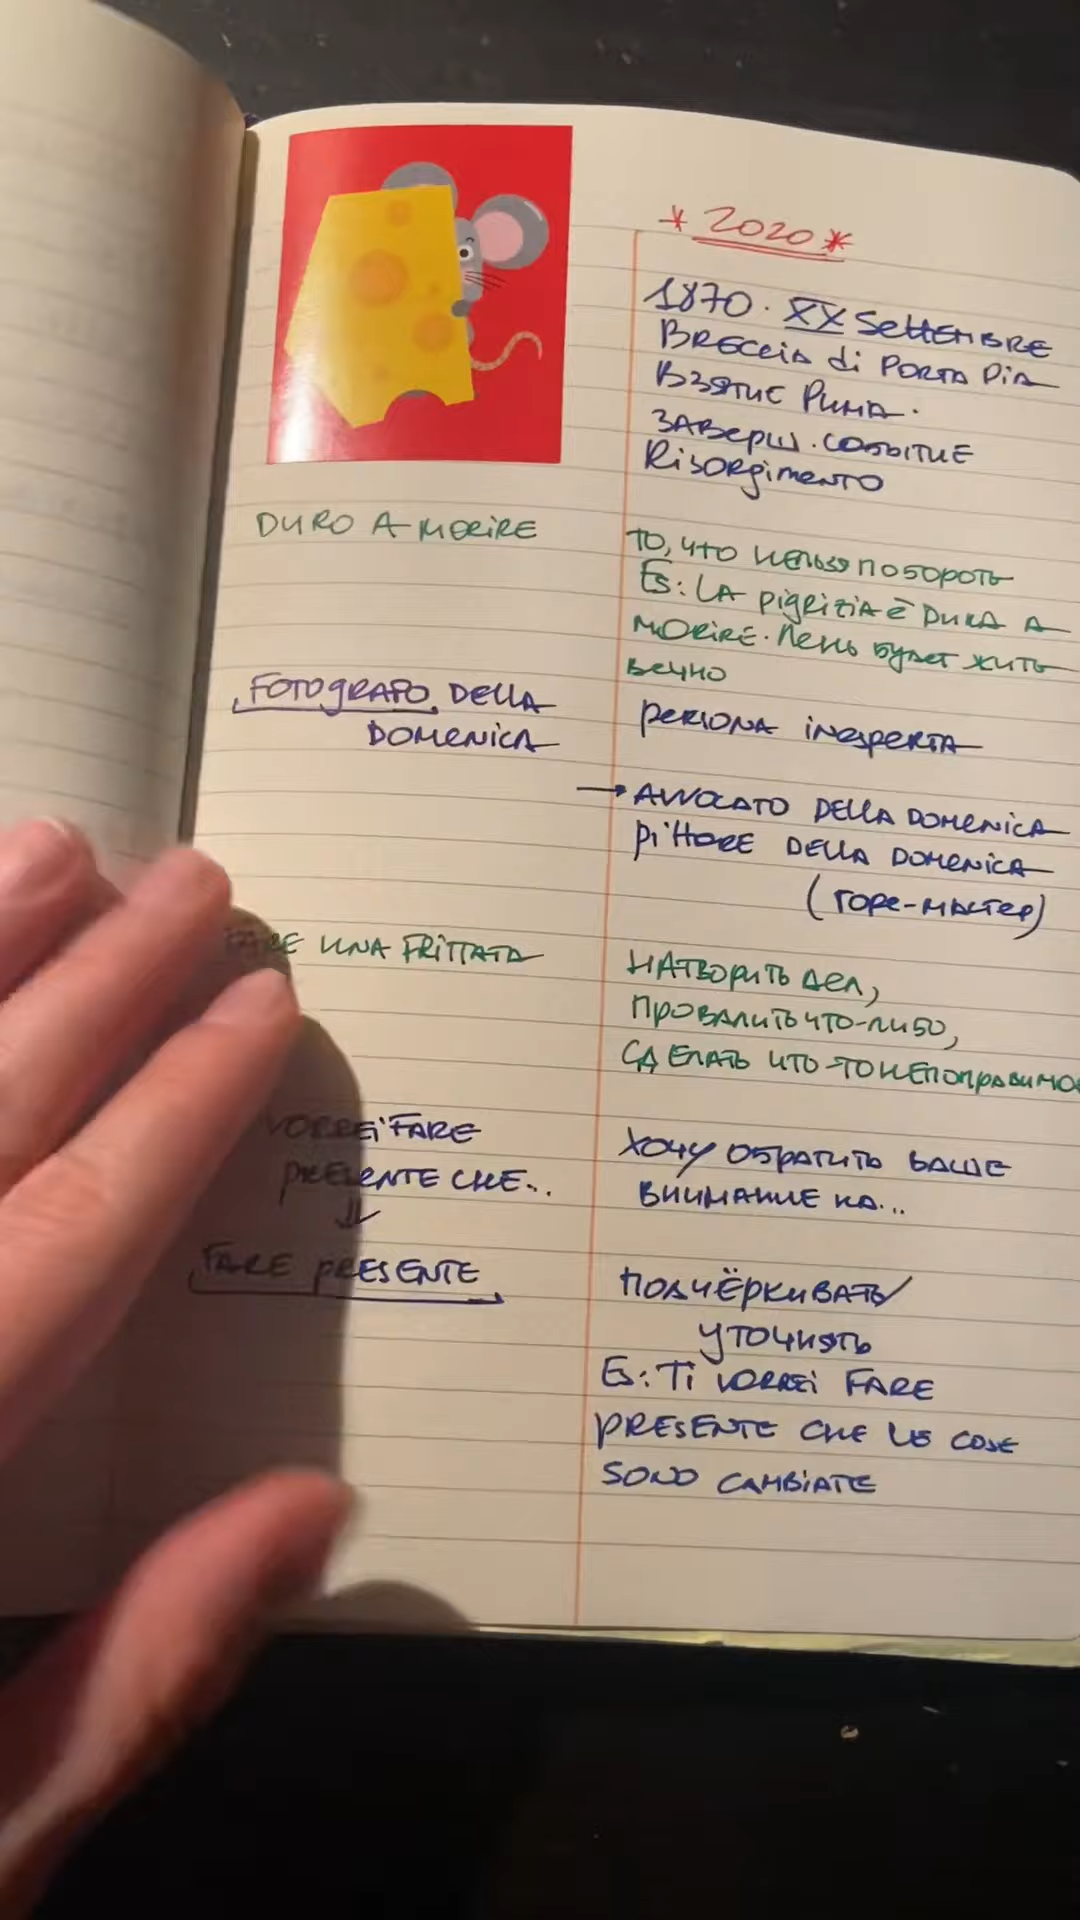 * 2020 *
1870. XX Settembre
Breccia di Porta Pia
Взятие Рима.
Заверш. событие
Risorgimento
DURO A MORIRE
то, что нельзя побороть
Es: La pigrizia è dura a
morire. Лень будет жить
вечно
FOTOGRAFO DELLA
DOMENICA
persona inesperta
→ AVVOCATO DELLA DOMENICA
PITTORE DELLA DOMENICA
(горе-мастер)
FARE UNA FRITTATA
натворить дел,
провалить что-либо,
сделать что-то непоправимо
VORREI FARE
PRESENTE CHE...
хочу обратить ваше
внимание на...
FARE PRESENTE
подчёркивать/
уточнять
Es: Ti vorrei fare
presente che le cose
sono cambiate